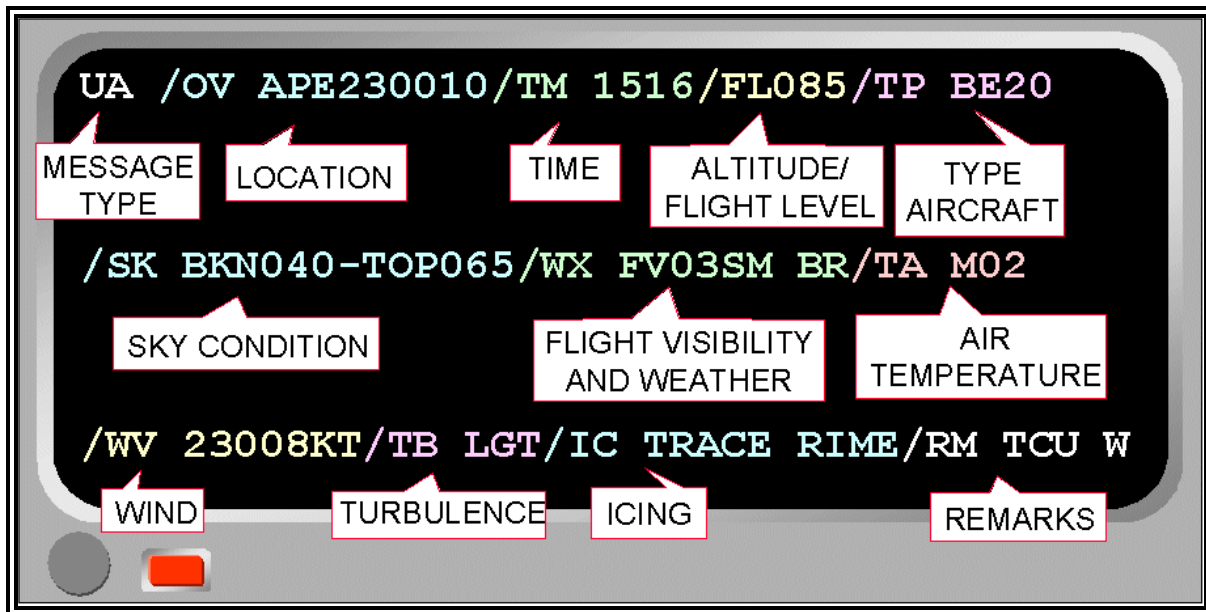 UA /OV APE230010/TM 1516/FL085/TP BE20
MESSAGE TYPE
LOCATION
TIME
ALTITUDE/
FLIGHT LEVEL
TYPE
AIRCRAFT
/SK BKN040-TOP065/WX FV03SM BR/TA M02
SKY CONDITION
FLIGHT VISIBILITY
AND WEATHER
AIR
TEMPERATURE
/WV 23008KT/TB LGT/IC TRACE RIME/RM TCU W
WIND
TURBULENCE
ICING
REMARKS